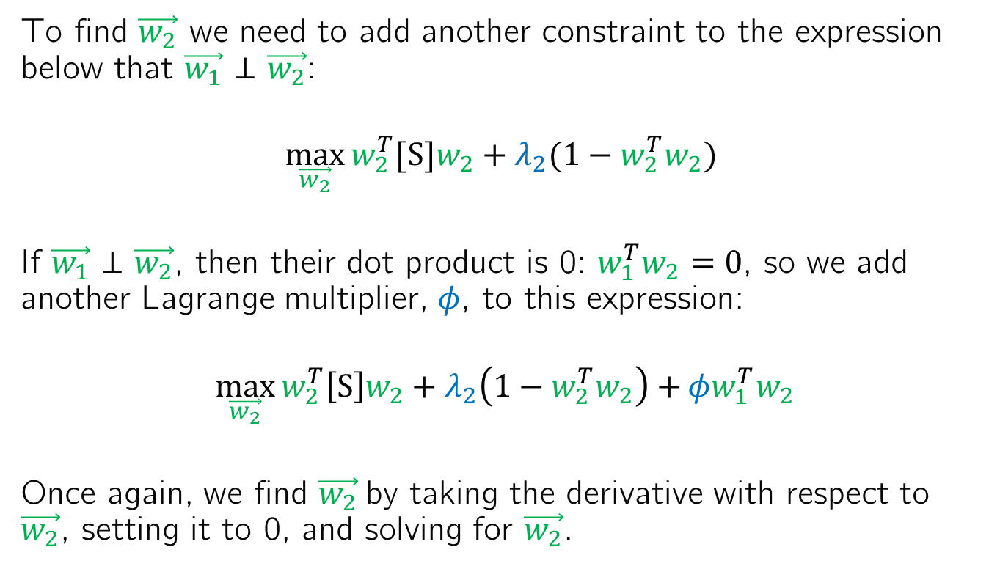 To find $\overrightarrow{w_2}$ we need to add another constraint to the expression
below that $\overrightarrow{w_1} \perp \overrightarrow{w_2}$:
$\max_{\overrightarrow{w_2}} w_2^T[\mathrm{S}]w_2 + \lambda_2(1 - w_2^T w_2)$
If $\overrightarrow{w_1} \perp \overrightarrow{w_2}$, then their dot product is 0: $w_1^T w_2 = 0$, so we add
another Lagrange multiplier, $\phi$, to this expression:
$\max_{\overrightarrow{w_2}} w_2^T[\mathrm{S}]w_2 + \lambda_2(1 - w_2^T w_2) + \phi w_1^T w_2$
Once again, we find $\overrightarrow{w_2}$ by taking the derivative with respect to
$\overrightarrow{w_2}$, setting it to 0, and solving for $\overrightarrow{w_2}$.